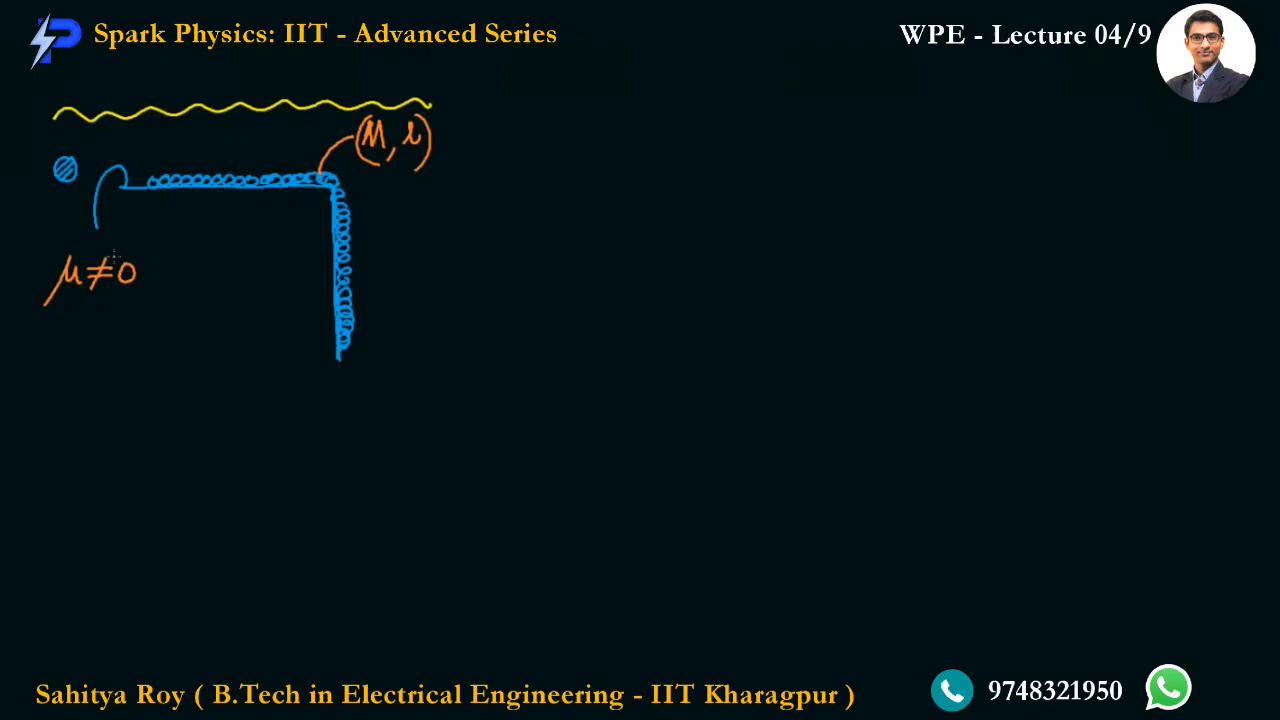 Spark Physics: IIT - Advanced Series
WPE - Lecture 04/9
(M, l)
μ≠0
Sahitya Roy ( B.Tech in Electrical Engineering - IIT Kharagpur )
9748321950